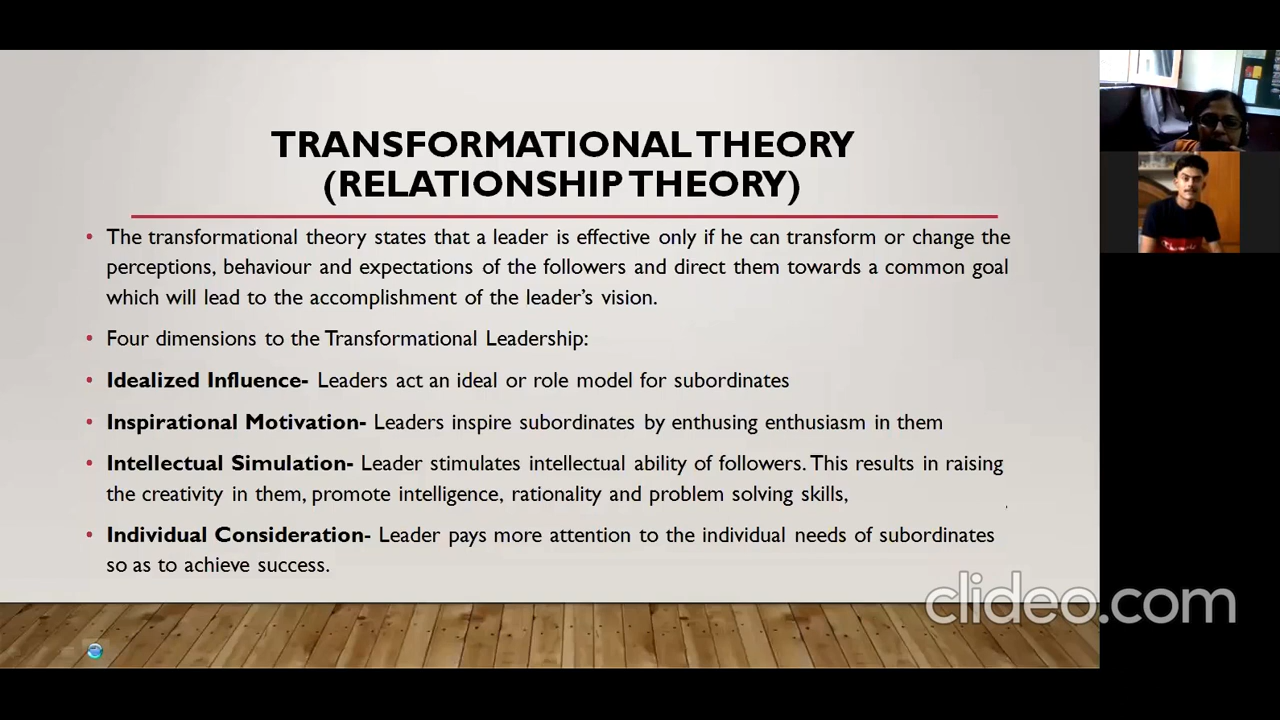 TRANSFORMATIONAL THEORY
(RELATIONSHIP THEORY)
• The transformational theory states that a leader is effective only if he can transform or change the
perceptions, behaviour and expectations of the followers and direct them towards a common goal
which will lead to the accomplishment of the leader's vision.
• Four dimensions to the Transformational Leadership:
• Idealized Influence- Leaders act an ideal or role model for subordinates
• Inspirational Motivation- Leaders inspire subordinates by enthusing enthusiasm in them
• Intellectual Simulation- Leader stimulates intellectual ability of followers. This results in raising
the creativity in them, promote intelligence, rationality and problem solving skills,
• Individual Consideration- Leader pays more attention to the individual needs of subordinates
so as to achieve success.
clideo.com